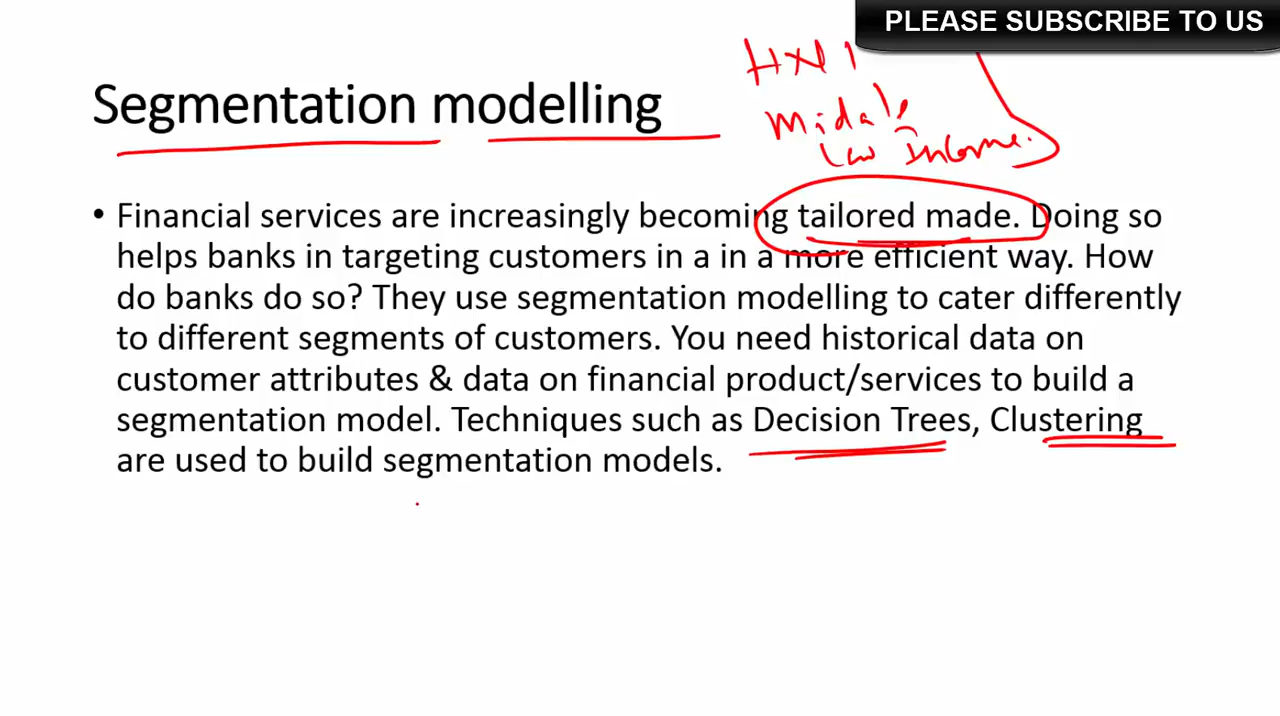 PLEASE SUBSCRIBE TO US
HNI
Midale
Low Income.
Segmentation modelling
• Financial services are increasingly becoming tailored made. Doing so
helps banks in targeting customers in a in a more efficient way. How
do banks do so? They use segmentation modelling to cater differently
to different segments of customers. You need historical data on
customer attributes & data on financial product/services to build a
segmentation model. Techniques such as Decision Trees, Clustering
are used to build segmentation models.